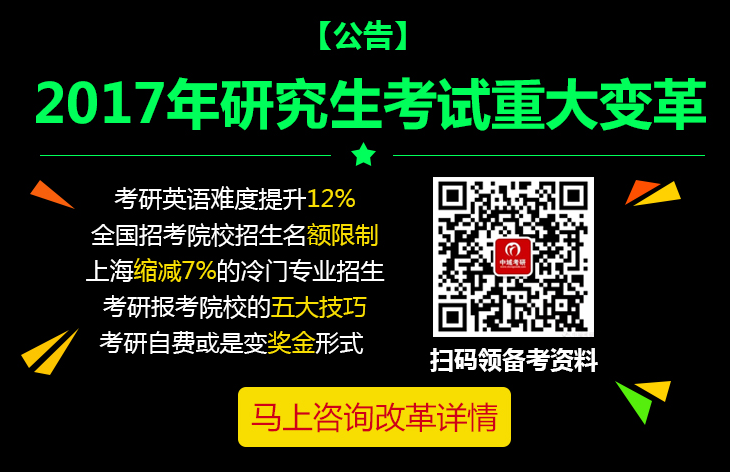 【公告】
2017年研究生考试重大变革
考研英语难度提升12%
全国招考院校招生名额限制
上海缩减7%的冷门专业招生
考研报考院校的五大技巧
考研自费或是变奖金形式
中域考研
扫码领备考资料
马上咨询改革详情